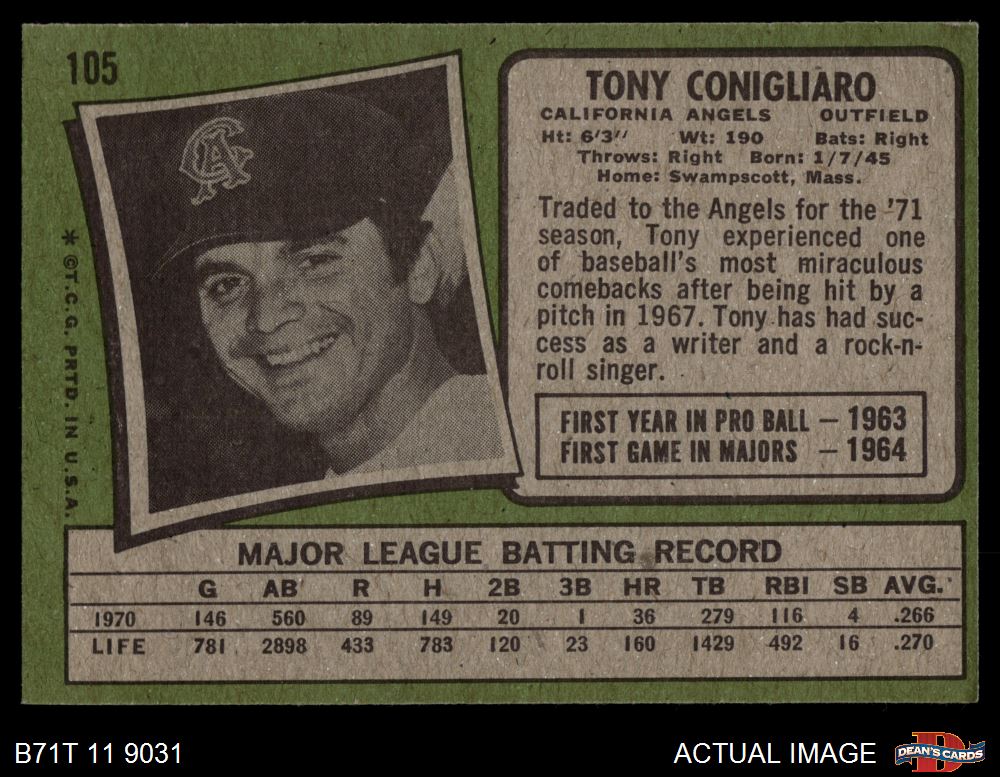 105
TONY CONIGLIARO
CALIFORNIA ANGELS OUTFIELD
Ht: 6'3" Wt: 190 Bats: Right
Throws: Right Born: 1/7/45
Home: Swampscott, Mass.
Traded to the Angels for the '71
season, Tony experienced one
of baseball's most miraculous
comebacks after being hit by a
pitch in 1967. Tony has had suc-
cess as a writer and a rock-n-
roll singer.
FIRST YEAR IN PRO BALL — 1963
FIRST GAME IN MAJORS — 1964
CA
* ©T.C.G. PRTD. IN U.S.A.
MAJOR LEAGUE BATTING RECORD
G AB R H 2B 3B HR TB RBI SB AVG.
1970 146 560 89 149 20 1 36 279 116 4 .266
LIFE 781 2898 433 783 120 23 160 1429 492 16 .270
B71T 11 9031 ACTUAL IMAGE
D
DEAN'S CARDS